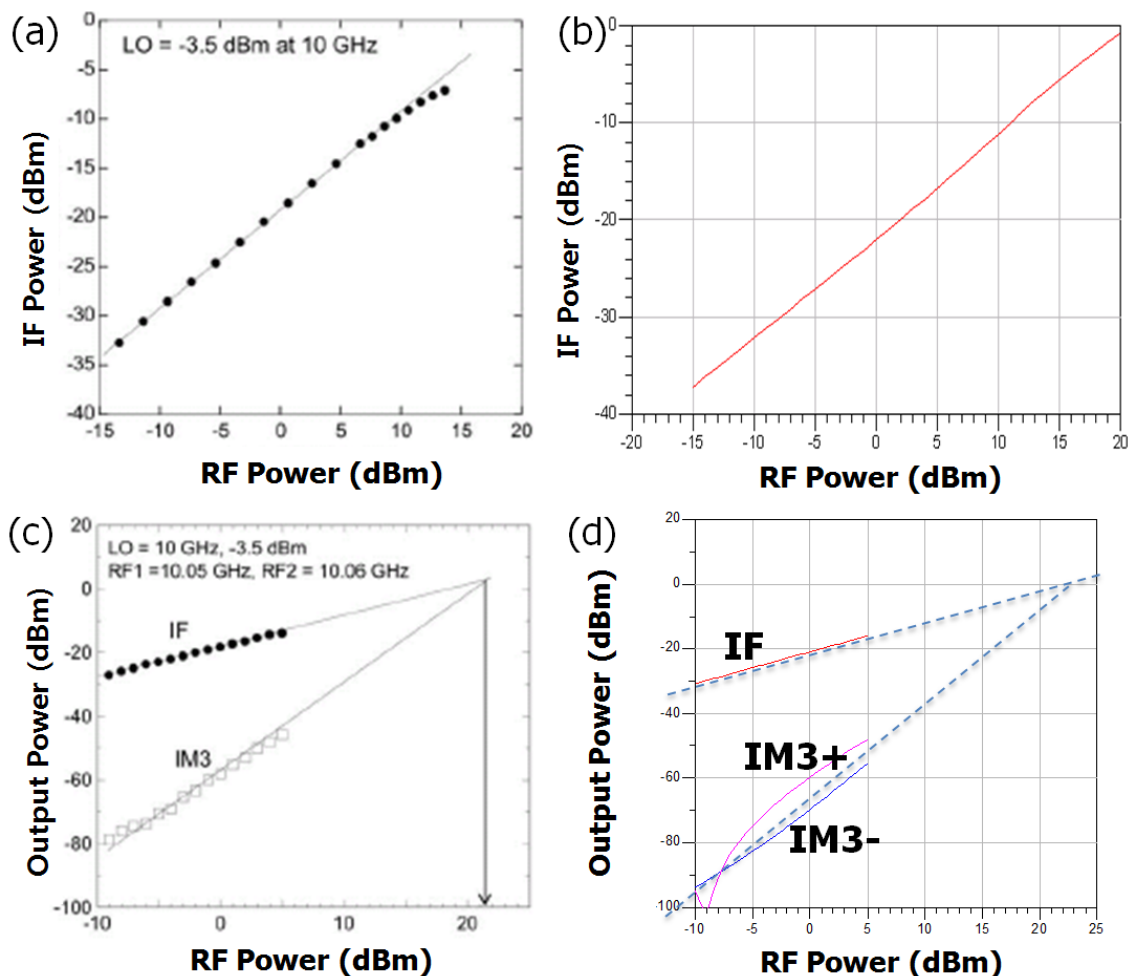 (a)
LO = -3.5 dBm at 10 GHz
0
-5
-10
-15
-20
-25
-30
-35
-40
-15 -10 -5 0 5 10 15 20
IF Power (dBm)
RF Power (dBm)
(b)
0
-10
-20
-30
-40
-20 -15 -10 -5 0 5 10 15 20
IF Power (dBm)
RF Power (dBm)
(c)
LO = 10 GHz, -3.5 dBm
RF1 =10.05 GHz, RF2 = 10.06 GHz
IF
IM3
20
0
-20
-40
-60
-80
-100
-10 0 10 20
Output Power (dBm)
RF Power (dBm)
(d)
IF
IM3+
IM3-
20
0
-20
-40
-60
-80
-100
-10 -5 0 5 10 15 20 25
Output Power (dBm)
RF Power (dBm)